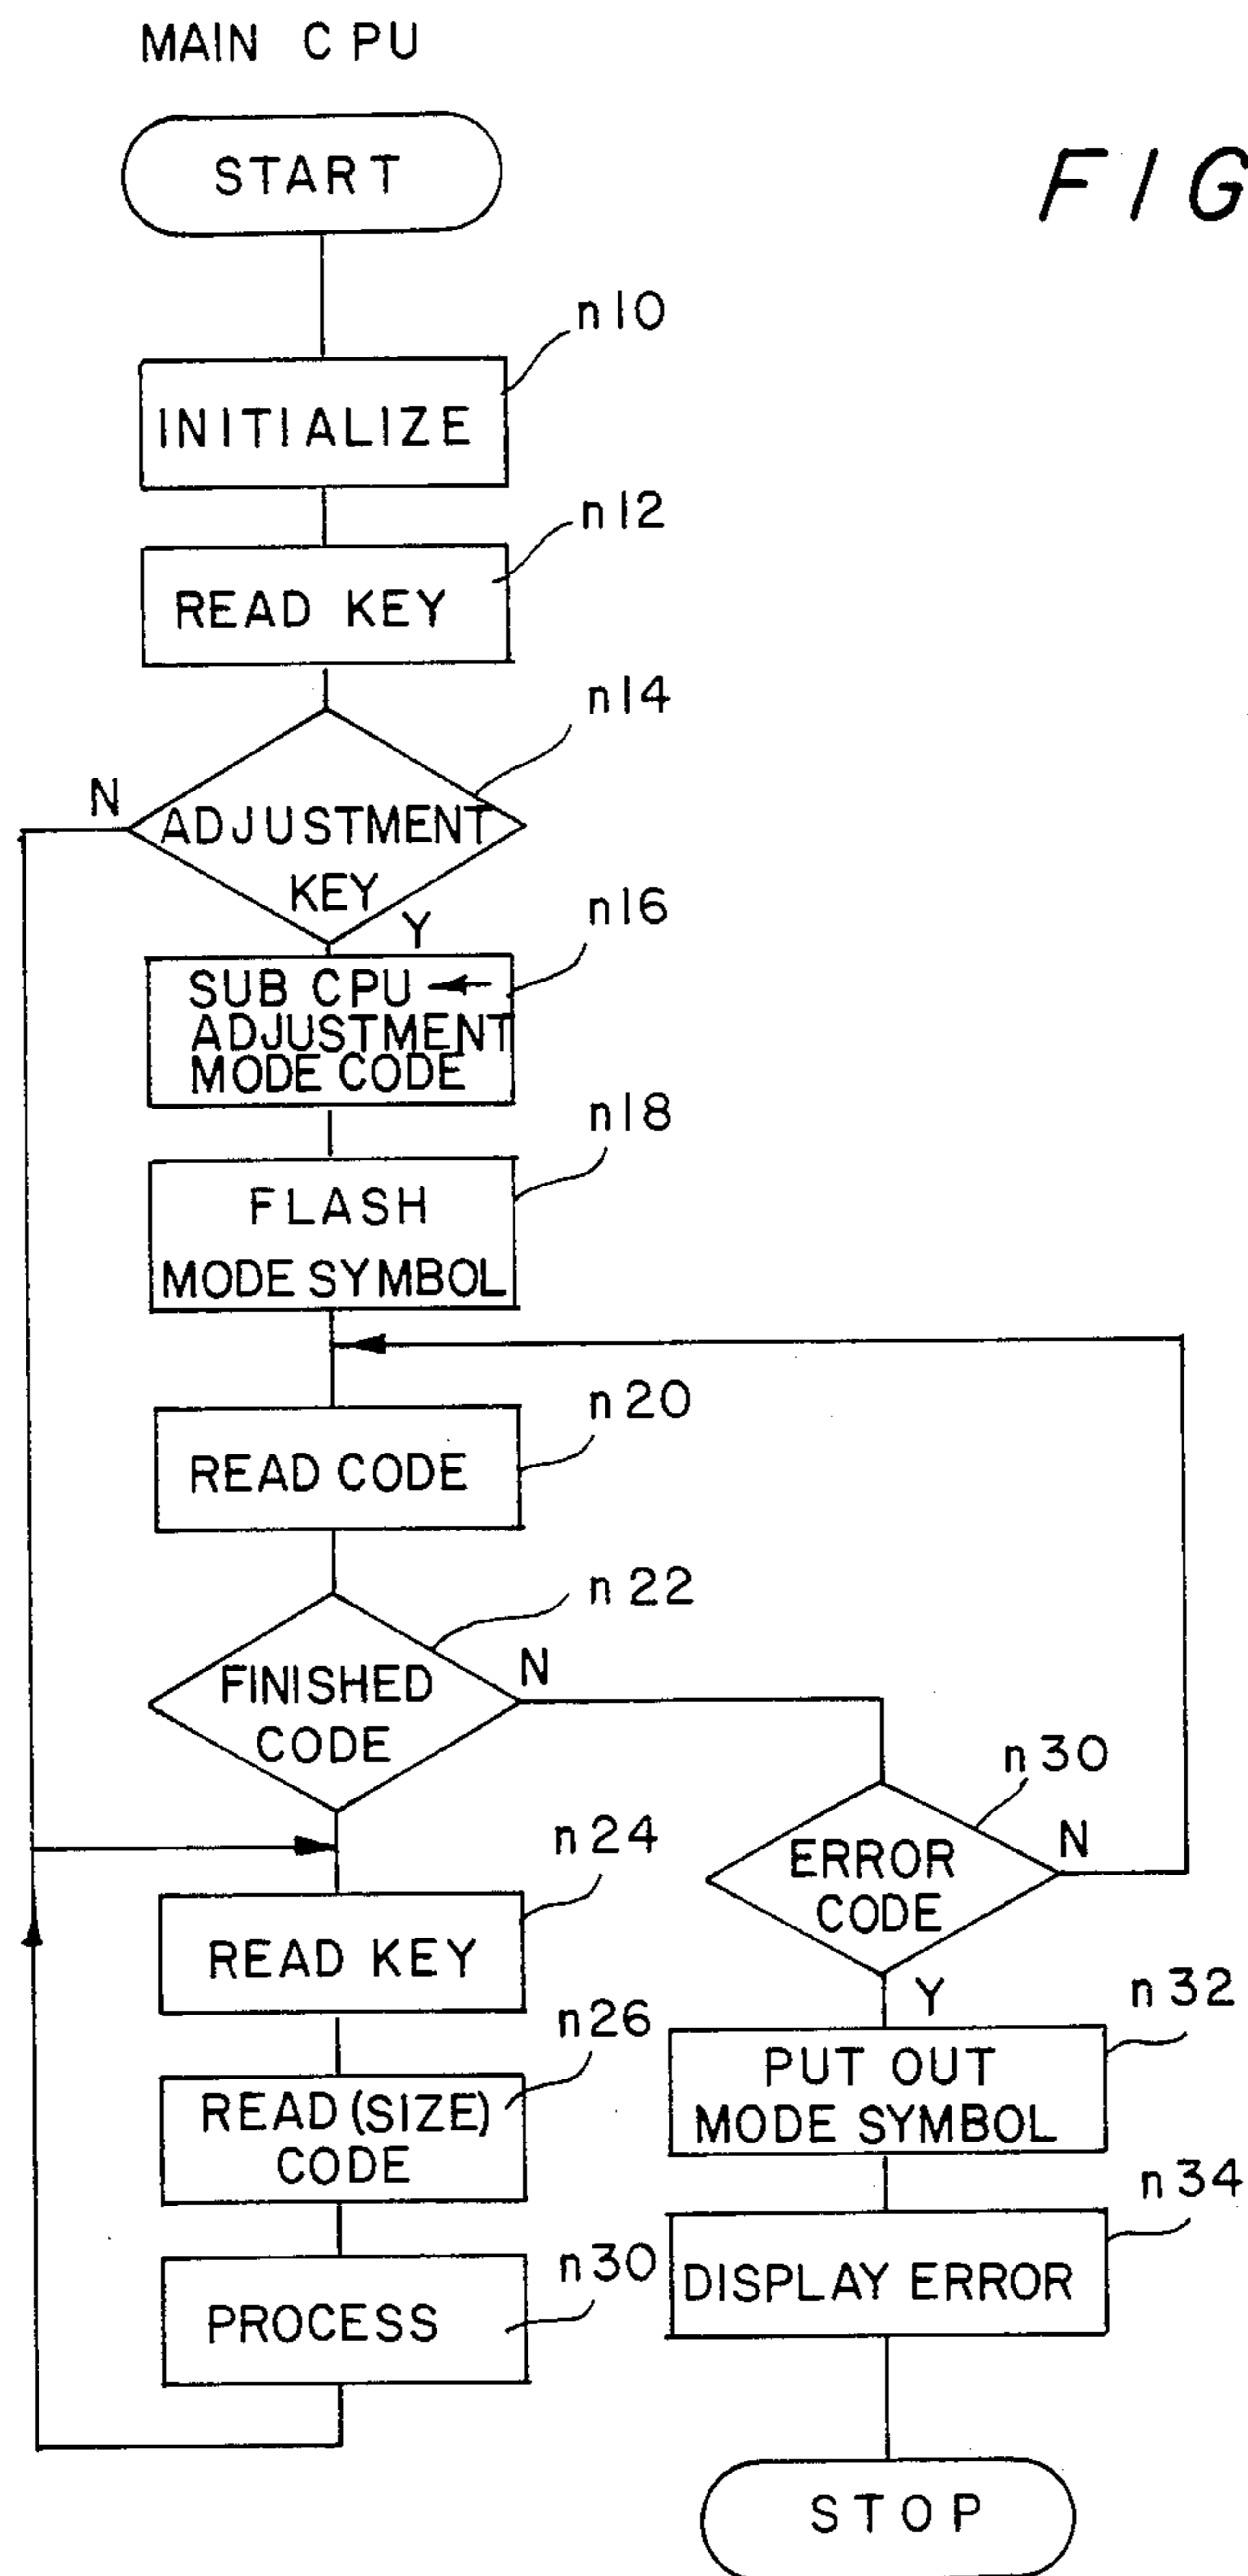 MAIN CPU
START
FIG
n10
INITIALIZE
n12
READ KEY
n14
N
ADJUSTMENT
KEY
Y
n16
SUB CPU ←
ADJUSTMENT
MODE CODE
n18
FLASH
MODE SYMBOL
n20
READ CODE
n22
N
FINISHED
CODE
n30
N
ERROR
CODE
Y
n24
READ KEY
n26
READ (SIZE)
CODE
n30
PROCESS
n32
PUT OUT
MODE SYMBOL
n34
DISPLAY ERROR
STOP